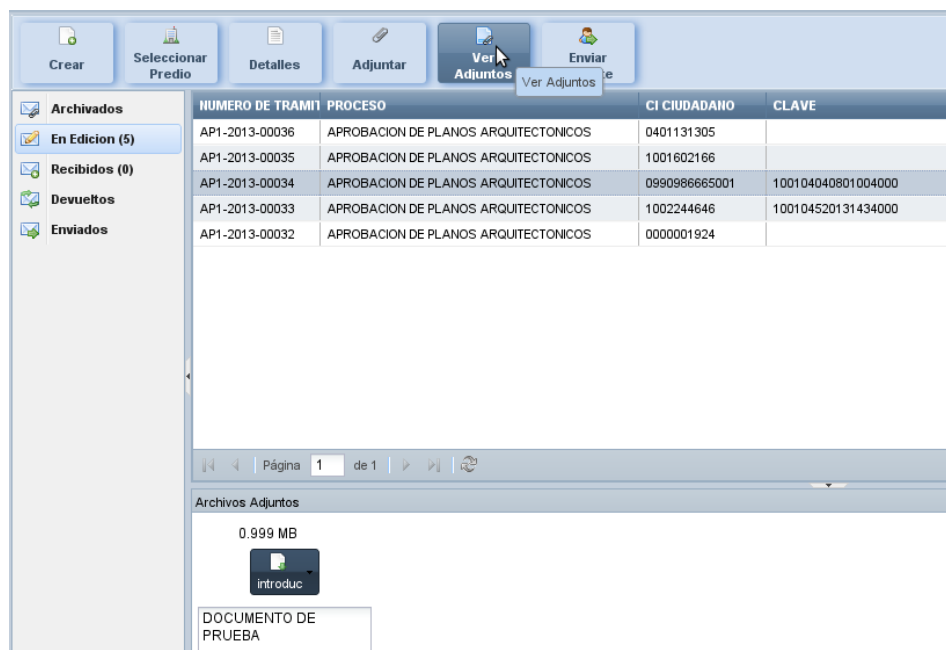 Crear
Seleccionar
Predio
Detalles
Adjuntar
Ver
Adjuntos
Enviar
Ver Adjuntos
Archivados
En Edicion (5)
Recibidos (0)
Devueltos
Enviados
NUMERO DE TRAMIT PROCESO CI CIUDADANO CLAVE
AP1-2013-00036 APROBACION DE PLANOS ARQUITECTONICOS 0401131305
AP1-2013-00035 APROBACION DE PLANOS ARQUITECTONICOS 1001602166
AP1-2013-00034 APROBACION DE PLANOS ARQUITECTONICOS 0990986665001 100104040801004000
AP1-2013-00033 APROBACION DE PLANOS ARQUITECTONICOS 1002244646 100104520131434000
AP1-2013-00032 APROBACION DE PLANOS ARQUITECTONICOS 0000001924
Página 1 de 1
Archivos Adjuntos
0.999 MB
introduc
DOCUMENTO DE
PRUEBA